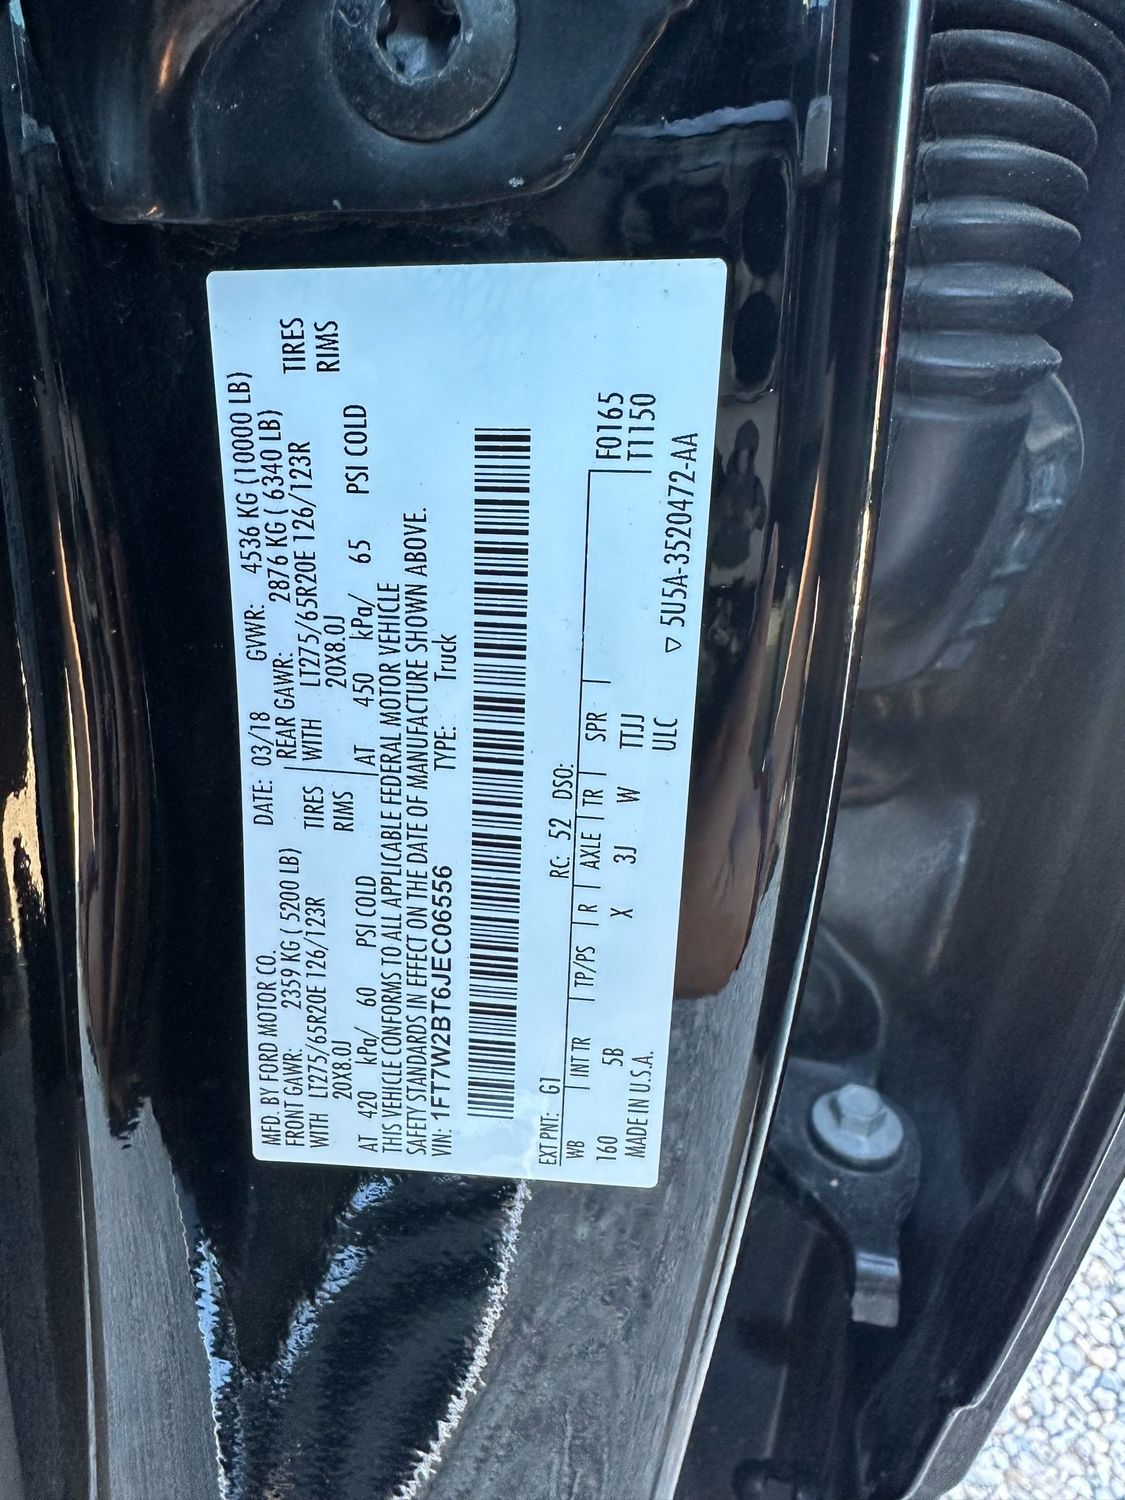 MFD. BY FORD MOTOR CO. DATE: 03/18 GVWR: 4536 KG (10000 LB)
FRONT GAWR: 2359 KG ( 5200 LB) REAR GAWR: 2876 KG ( 6340 LB)
WITH LT275/65R20E 126/123R TIRES WITH LT275/65R20E 126/123R TIRES
20X8.0J RIMS 20X8.0J RIMS
AT 420 kPa/ 60 PSI COLD AT 450 kPa/ 65 PSI COLD
THIS VEHICLE CONFORMS TO ALL APPLICABLE FEDERAL MOTOR VEHICLE
SAFETY STANDARDS IN EFFECT ON THE DATE OF MANUFACTURE SHOWN ABOVE.
VIN: 1FT7W2BT6JEC06556 TYPE: Truck
EXT PNT: G1 RC: 52 DSO:
WB INT TR TP/PS R AXLE TR SPR F0165
160 5B X 3J W TTJJ T1150
MADE IN U.S.A. ULC ▽ 5U5A-3520472-AA